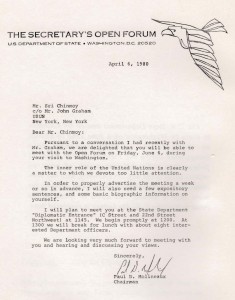 THE SECRETARY'S OPEN FORUM
U.S. DEPARTMENT OF STATE • WASHINGTON, D.C. 20520
April 6, 1980
Mr. Sri Chinmoy
c/o Mr. John Graham
USUN
New York, New York
Dear Mr. Chinmoy:
Pursuant to a conversation I had recently with
Mr. Graham, we are delighted that you will be able to
meet with the Open Forum on Friday, June 6, during
your visit to Washington.
The inner role of the United Nations is clearly
a matter to which we devote too little attention.
In order to properly advertise the meeting a week
or so in advance, I will also need a few expository
sentences, and some basic biographic information on
yourself.
I will plan to meet you at the State Department
"Diplomatic Entrance" (C Street and 22nd Street
Northwest) at 1145. We begin promptly at 1200. At
1300 we will break for lunch with about eight
Department officers.
We are looking very much forward to meeting with
you and hearing and discussing your views.
Sincerely,
Paul D.
Chairman